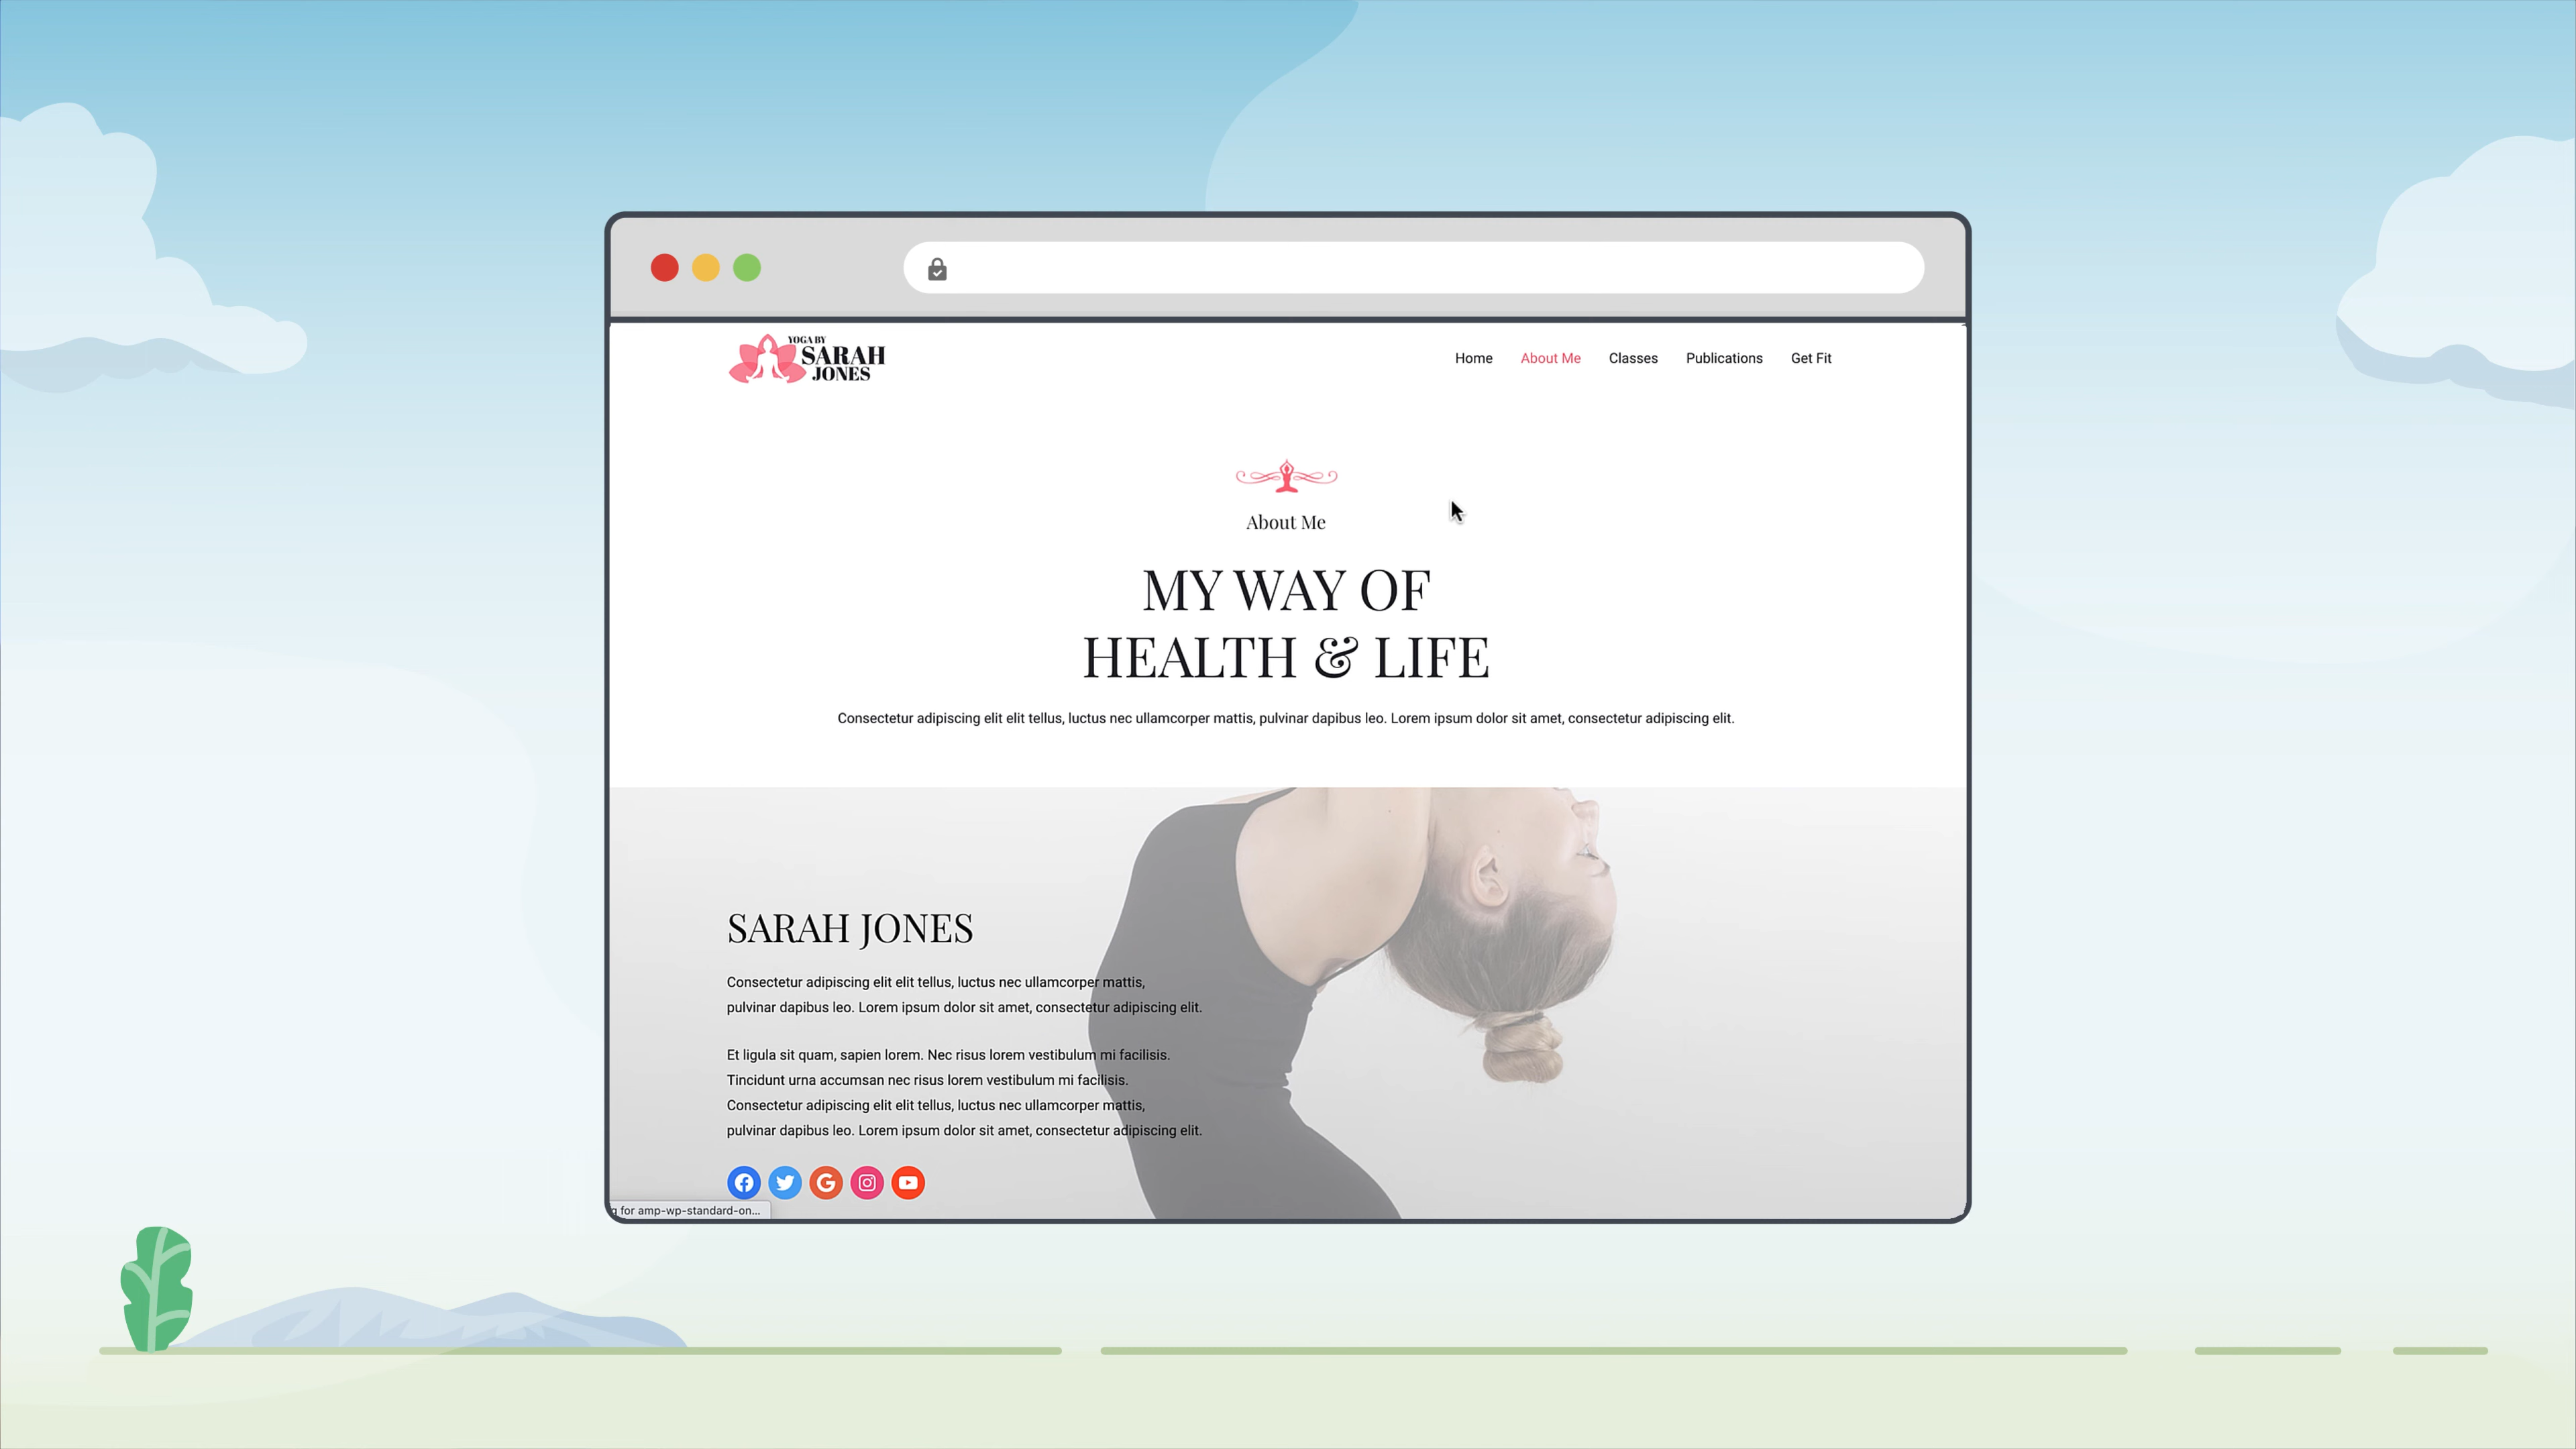 YOGA BY
SARAH
JONES
Home About Me Classes Publications Get Fit
About Me
MY WAY OF
HEALTH & LIFE
Consectetur adipiscing elit elit tellus, luctus nec ullamcorper mattis, pulvinar dapibus leo. Lorem ipsum dolor sit amet, consectetur adipiscing elit.
SARAH JONES
Consectetur adipiscing elit elit tellus, luctus nec ullamcorper mattis,
pulvinar dapibus leo. Lorem ipsum dolor sit amet, consectetur adipiscing elit.
Et ligula sit quam, sapien lorem. Nec risus lorem vestibulum mi facilisis.
Tincidunt urna accumsan nec risus lorem vestibulum mi facilisis.
Consectetur adipiscing elit elit tellus, luctus nec ullamcorper mattis,
pulvinar dapibus leo. Lorem ipsum dolor sit amet, consectetur adipiscing elit.
g for amp-wp-standard-on...